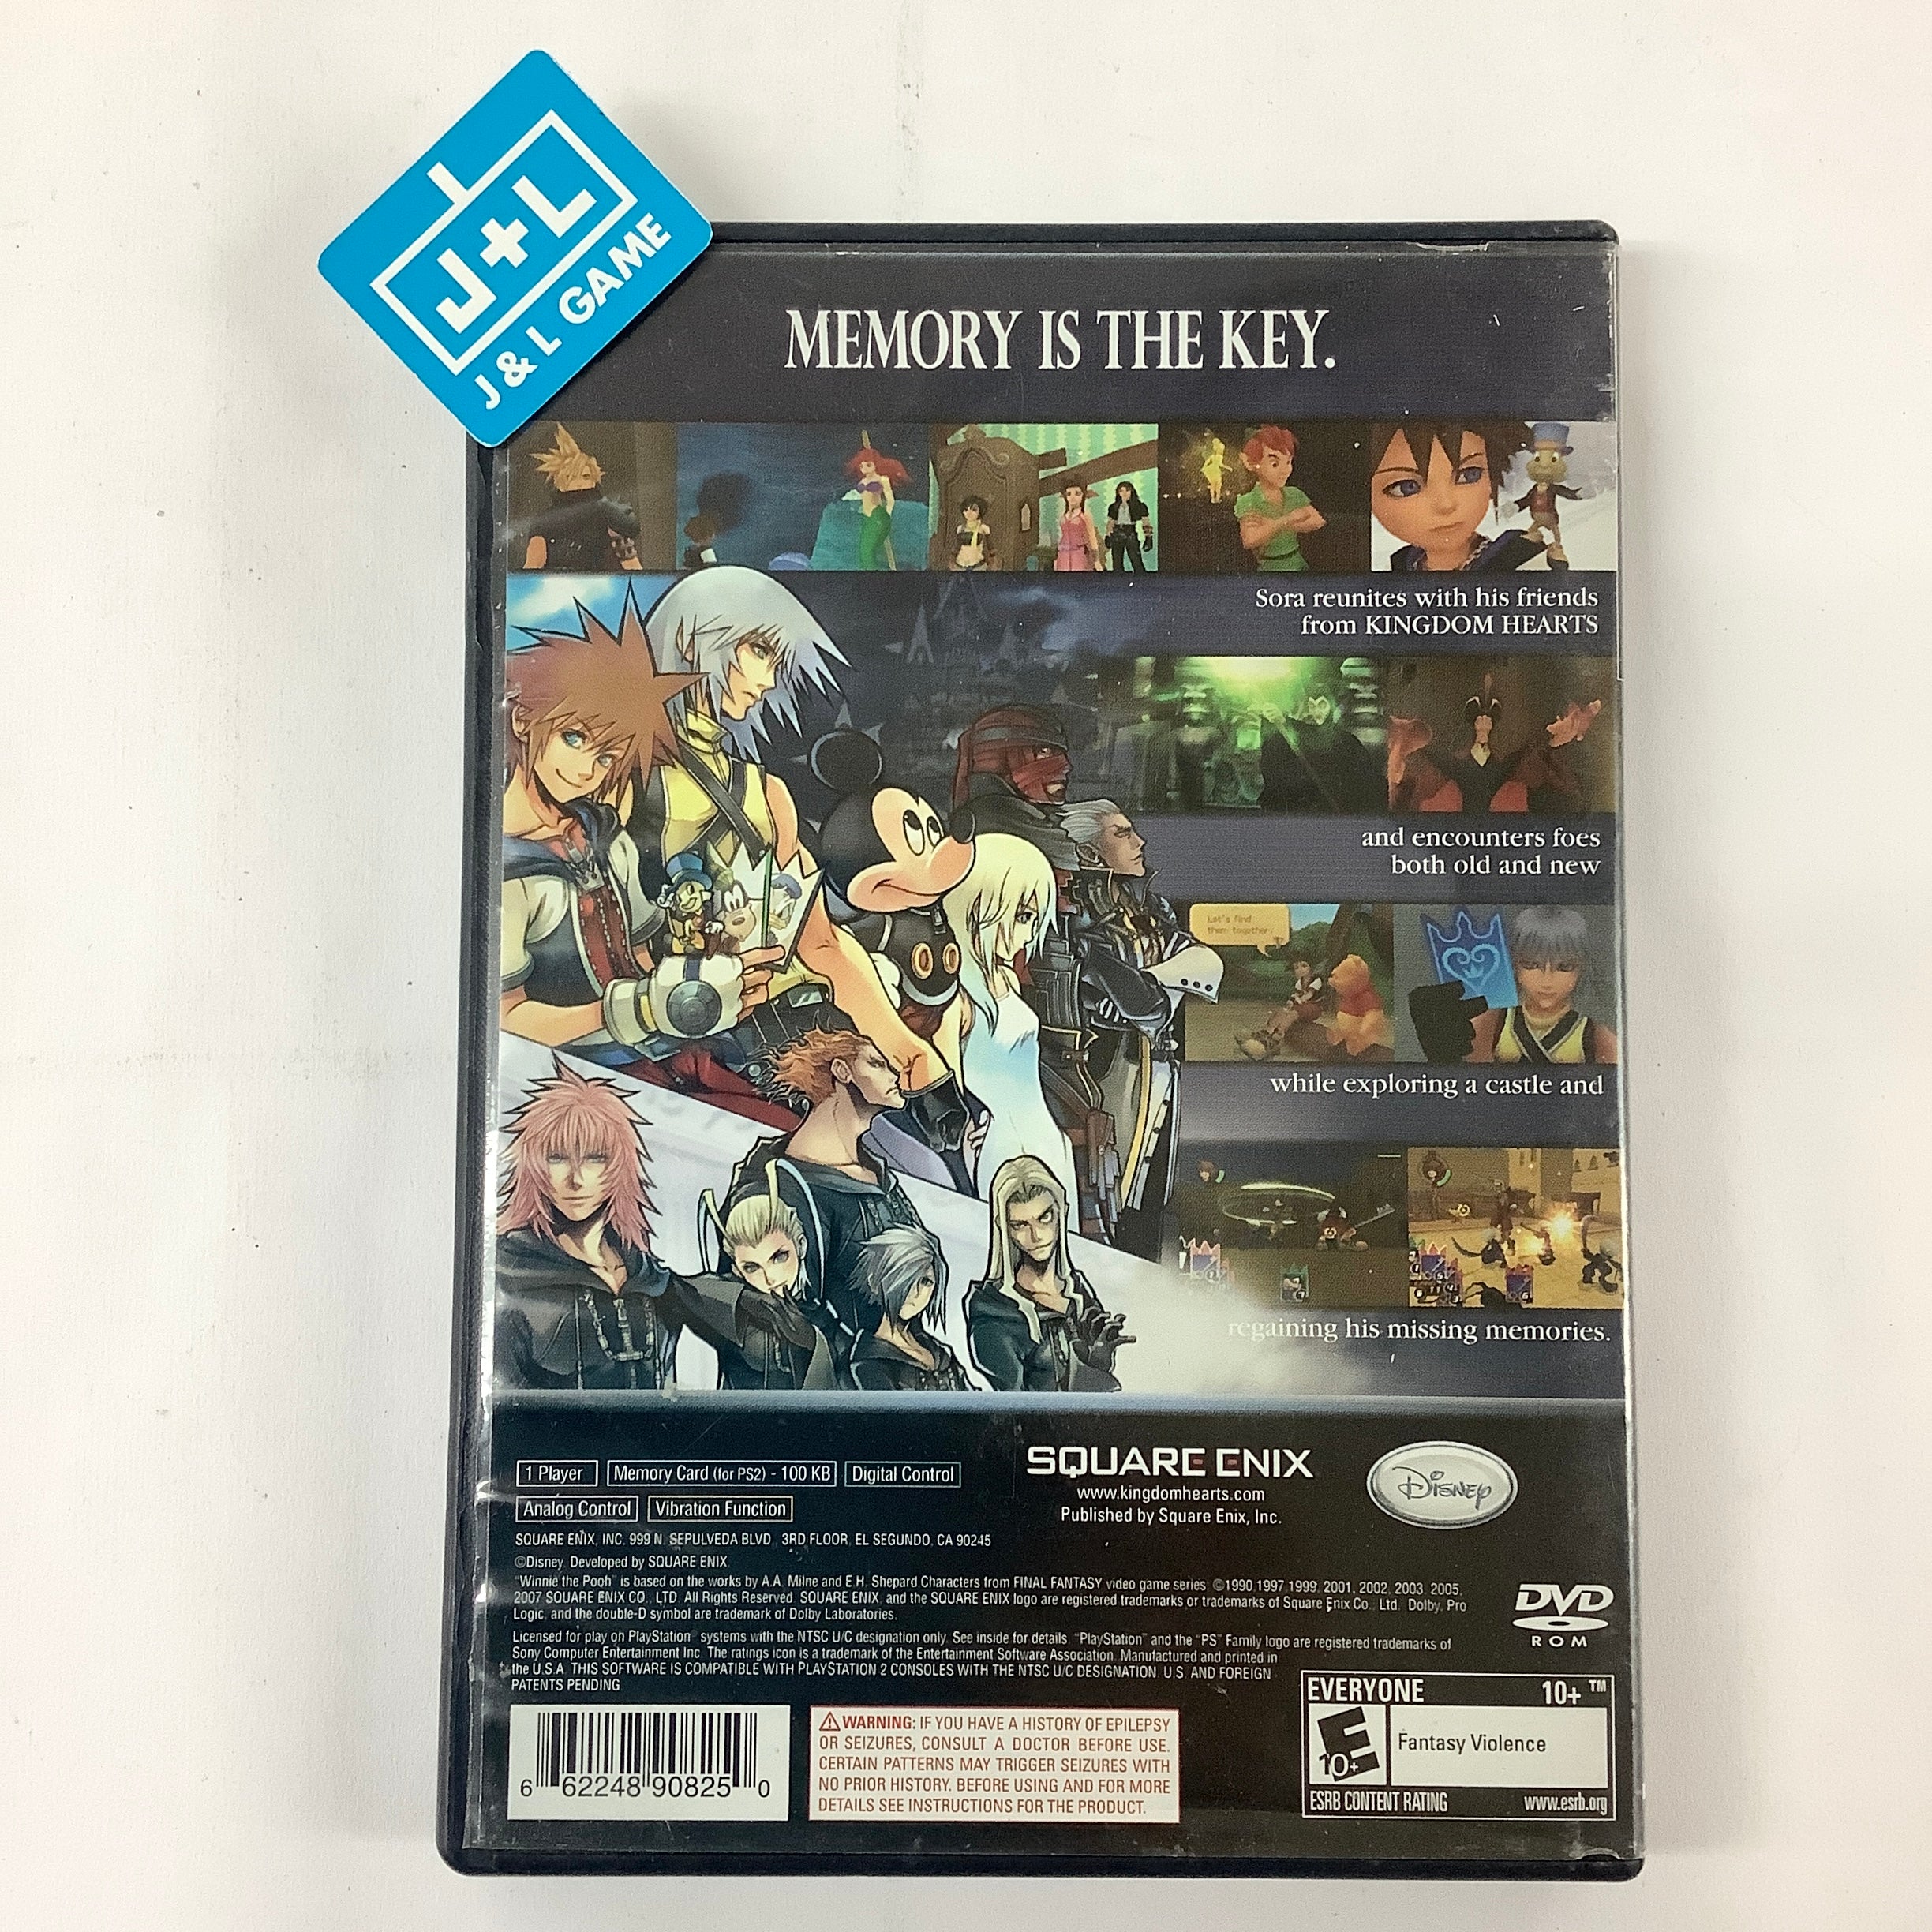 J+L
J & L GAME
MEMORY IS THE KEY.
Sora reunites with his friends
from KINGDOM HEARTS
and encounters foes
both old and new
Let's find
them together.
while exploring a castle and
regaining his missing memories.
1 Player
Memory Card (for PS2) - 100 KB
Digital Control
Analog Control
Vibration Function
SQUARE ENIX
www.kingdomhearts.com
Published by Square Enix, Inc.
Disney
SQUARE ENIX, INC. 999 N. SEPULVEDA BLVD., 3RD FLOOR, EL SEGUNDO, CA 90245
©Disney. Developed by SQUARE ENIX.
"Winnie the Pooh" is based on the works by A.A. Milne and E.H. Shepard Characters from FINAL FANTASY video game series: ©1990, 1997, 1999, 2001, 2002, 2003, 2005,
2007 SQUARE ENIX CO., LTD. All Rights Reserved. SQUARE ENIX, and the SQUARE ENIX logo are registered trademarks or trademarks of Square Enix Co., Ltd. Dolby, Pro
Logic, and the double-D symbol are trademark of Dolby Laboratories.
Licensed for play on PlayStation systems with the NTSC U/C designation only. See inside for details. "PlayStation" and the "PS" Family logo are registered trademarks of
Sony Computer Entertainment Inc. The ratings icon is a trademark of the Entertainment Software Association. Manufactured and printed in
the U.S.A. THIS SOFTWARE IS COMPATIBLE WITH PLAYSTATION 2 CONSOLES WITH THE NTSC U/C DESIGNATION. U.S. AND FOREIGN
PATENTS PENDING
DVD
ROM
6 62248 90825 0
WARNING: IF YOU HAVE A HISTORY OF EPILEPSY
OR SEIZURES, CONSULT A DOCTOR BEFORE USE.
CERTAIN PATTERNS MAY TRIGGER SEIZURES WITH
NO PRIOR HISTORY. BEFORE USING AND FOR MORE
DETAILS SEE INSTRUCTIONS FOR THE PRODUCT.
EVERYONE 10+ ™
E
10+
Fantasy Violence
ESRB CONTENT RATING www.esrb.org